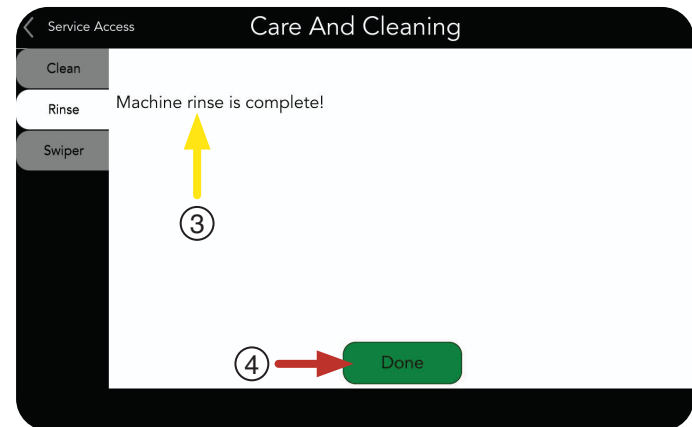 Service Access
Care And Cleaning
Clean
Rinse
Swiper
Machine rinse is complete!
3
4
Done